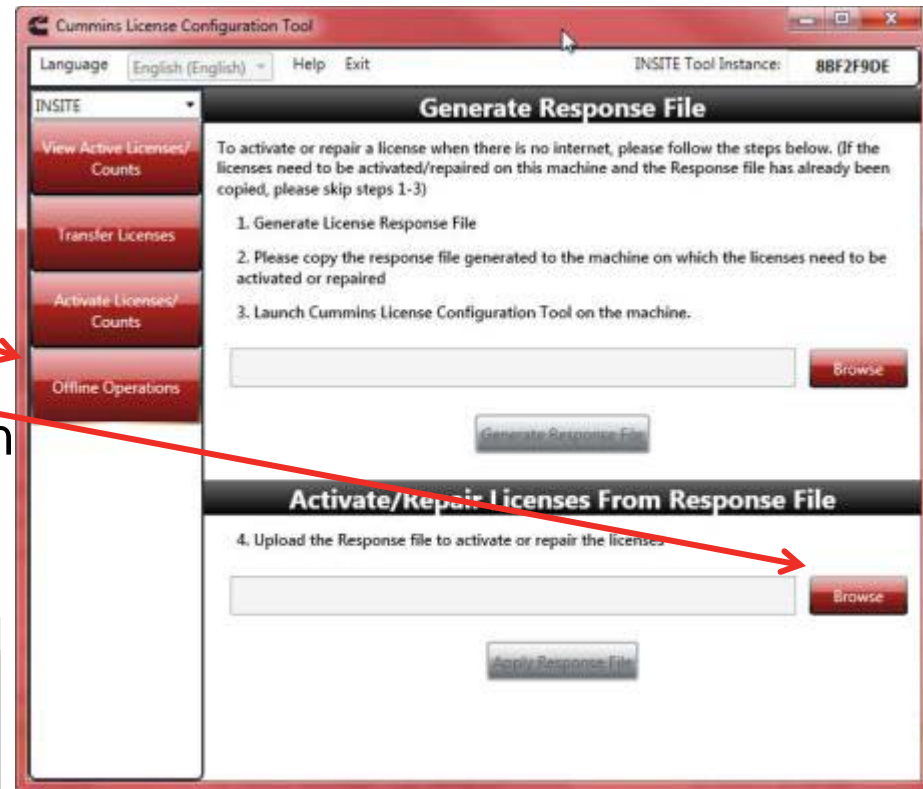 Cummins License Configuration Tool
Language English (English) Help Exit INSITE Tool Instance: 8BF2F9DE
INSITE
Generate Response File
View Active Licenses/
Counts
Transfer Licenses
Activate Licenses/
Counts
Offline Operations
To activate or repair a license when there is no internet, please follow the steps below. (If the
licenses need to be activated/repaired on this machine and the Response file has already been
copied, please skip steps 1-3)
1. Generate License Response File
2. Please copy the response file generated to the machine on which the licenses need to be
activated or repaired
3. Launch Cummins License Configuration Tool on the machine.
Browse
Generate Response File
n
Activate/Repair Licenses From Response File
4. Upload the Response file to activate or repair the licenses
Browse
Apply Response File